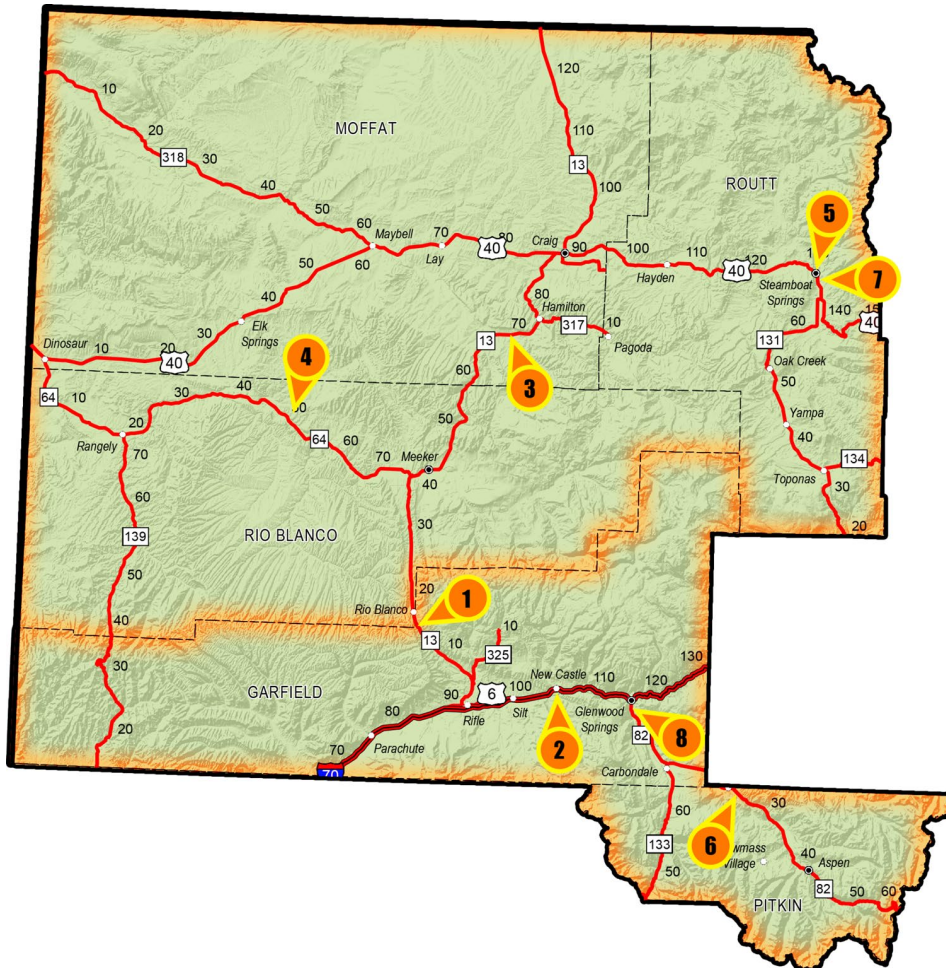 120
10
110
20
MOFFAT
318
30
13
ROUTT
40
100
50
5
60
Maybell
70
80
Craig
90
Lay
40
100
110
120
60
Hayden
40
Steamboat
Springs
7
50
40
80
Hamilton
140
40
30
Elk
Springs
70
317
10
60
131
Dinosaur
10
20
40
4
13
Pagoda
Oak Creek
3
60
64
10
30
40
50
20
50
Yampa
Rangely
64
60
40
70
70
Meeker
40
134
Toponas
30
60
30
20
139
RIO BLANCO
50
20
40
Rio Blanco
1
13
10
10
30
325
130
GARFIELD
New Castle
110
120
90
6
100
80
Rifle
Silt
Glenwood
Springs
20
2
82
8
70
Parachute
70
Carbondale
30
60
6
133
Village
40
Aspen
50
82
50
60
PITKIN